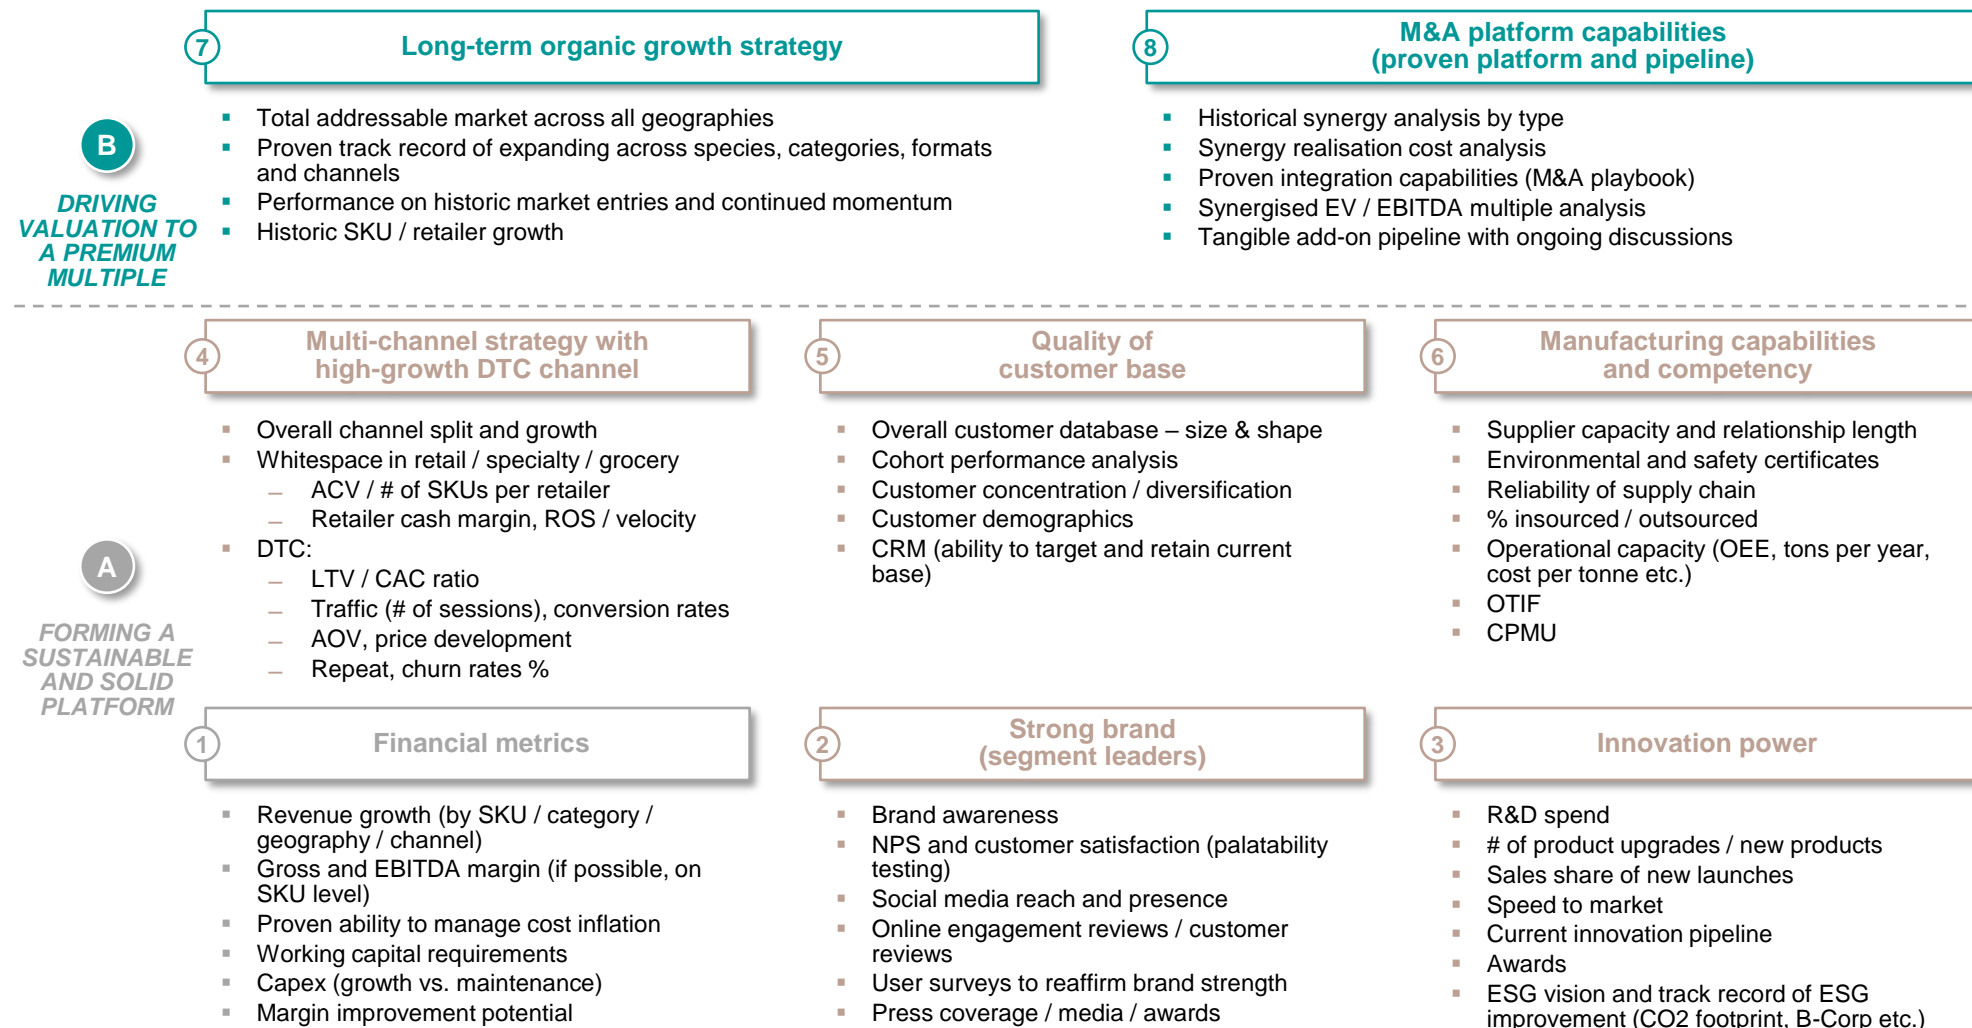 7
Long-term organic growth strategy
8
M&A platform capabilities
(proven platform and pipeline)
B
DRIVING
VALUATION TO
A PREMIUM
MULTIPLE
Total addressable market across all geographies
Proven track record of expanding across species, categories, formats
and channels
Performance on historic market entries and continued momentum
Historic SKU / retailer growth
Historical synergy analysis by type
Synergy realisation cost analysis
Proven integration capabilities (M&A playbook)
Synergised EV / EBITDA multiple analysis
Tangible add-on pipeline with ongoing discussions
A
FORMING A
SUSTAINABLE
AND SOLID
PLATFORM
4
Multi-channel strategy with
high-growth DTC channel
Overall channel split and growth
Whitespace in retail / specialty / grocery
– ACV / # of SKUs per retailer
– Retailer cash margin, ROS / velocity
DTC:
– LTV / CAC ratio
– Traffic (# of sessions), conversion rates
– AOV, price development
– Repeat, churn rates %
5
Quality of
customer base
Overall customer database – size & shape
Cohort performance analysis
Customer concentration / diversification
Customer demographics
CRM (ability to target and retain current
base)
6
Manufacturing capabilities
and competency
Supplier capacity and relationship length
Environmental and safety certificates
Reliability of supply chain
% insourced / outsourced
Operational capacity (OEE, tons per year,
cost per tonne etc.)
OTIF
CPMU
1
Financial metrics
Revenue growth (by SKU / category /
geography / channel)
Gross and EBITDA margin (if possible, on
SKU level)
Proven ability to manage cost inflation
Working capital requirements
Capex (growth vs. maintenance)
Margin improvement potential
2
Strong brand
(segment leaders)
Brand awareness
NPS and customer satisfaction (palatability
testing)
Social media reach and presence
Online engagement reviews / customer
reviews
User surveys to reaffirm brand strength
Press coverage / media / awards
3
Innovation power
R&D spend
# of product upgrades / new products
Sales share of new launches
Speed to market
Current innovation pipeline
Awards
ESG vision and track record of ESG
improvement (CO2 footprint, B-Corp etc.)